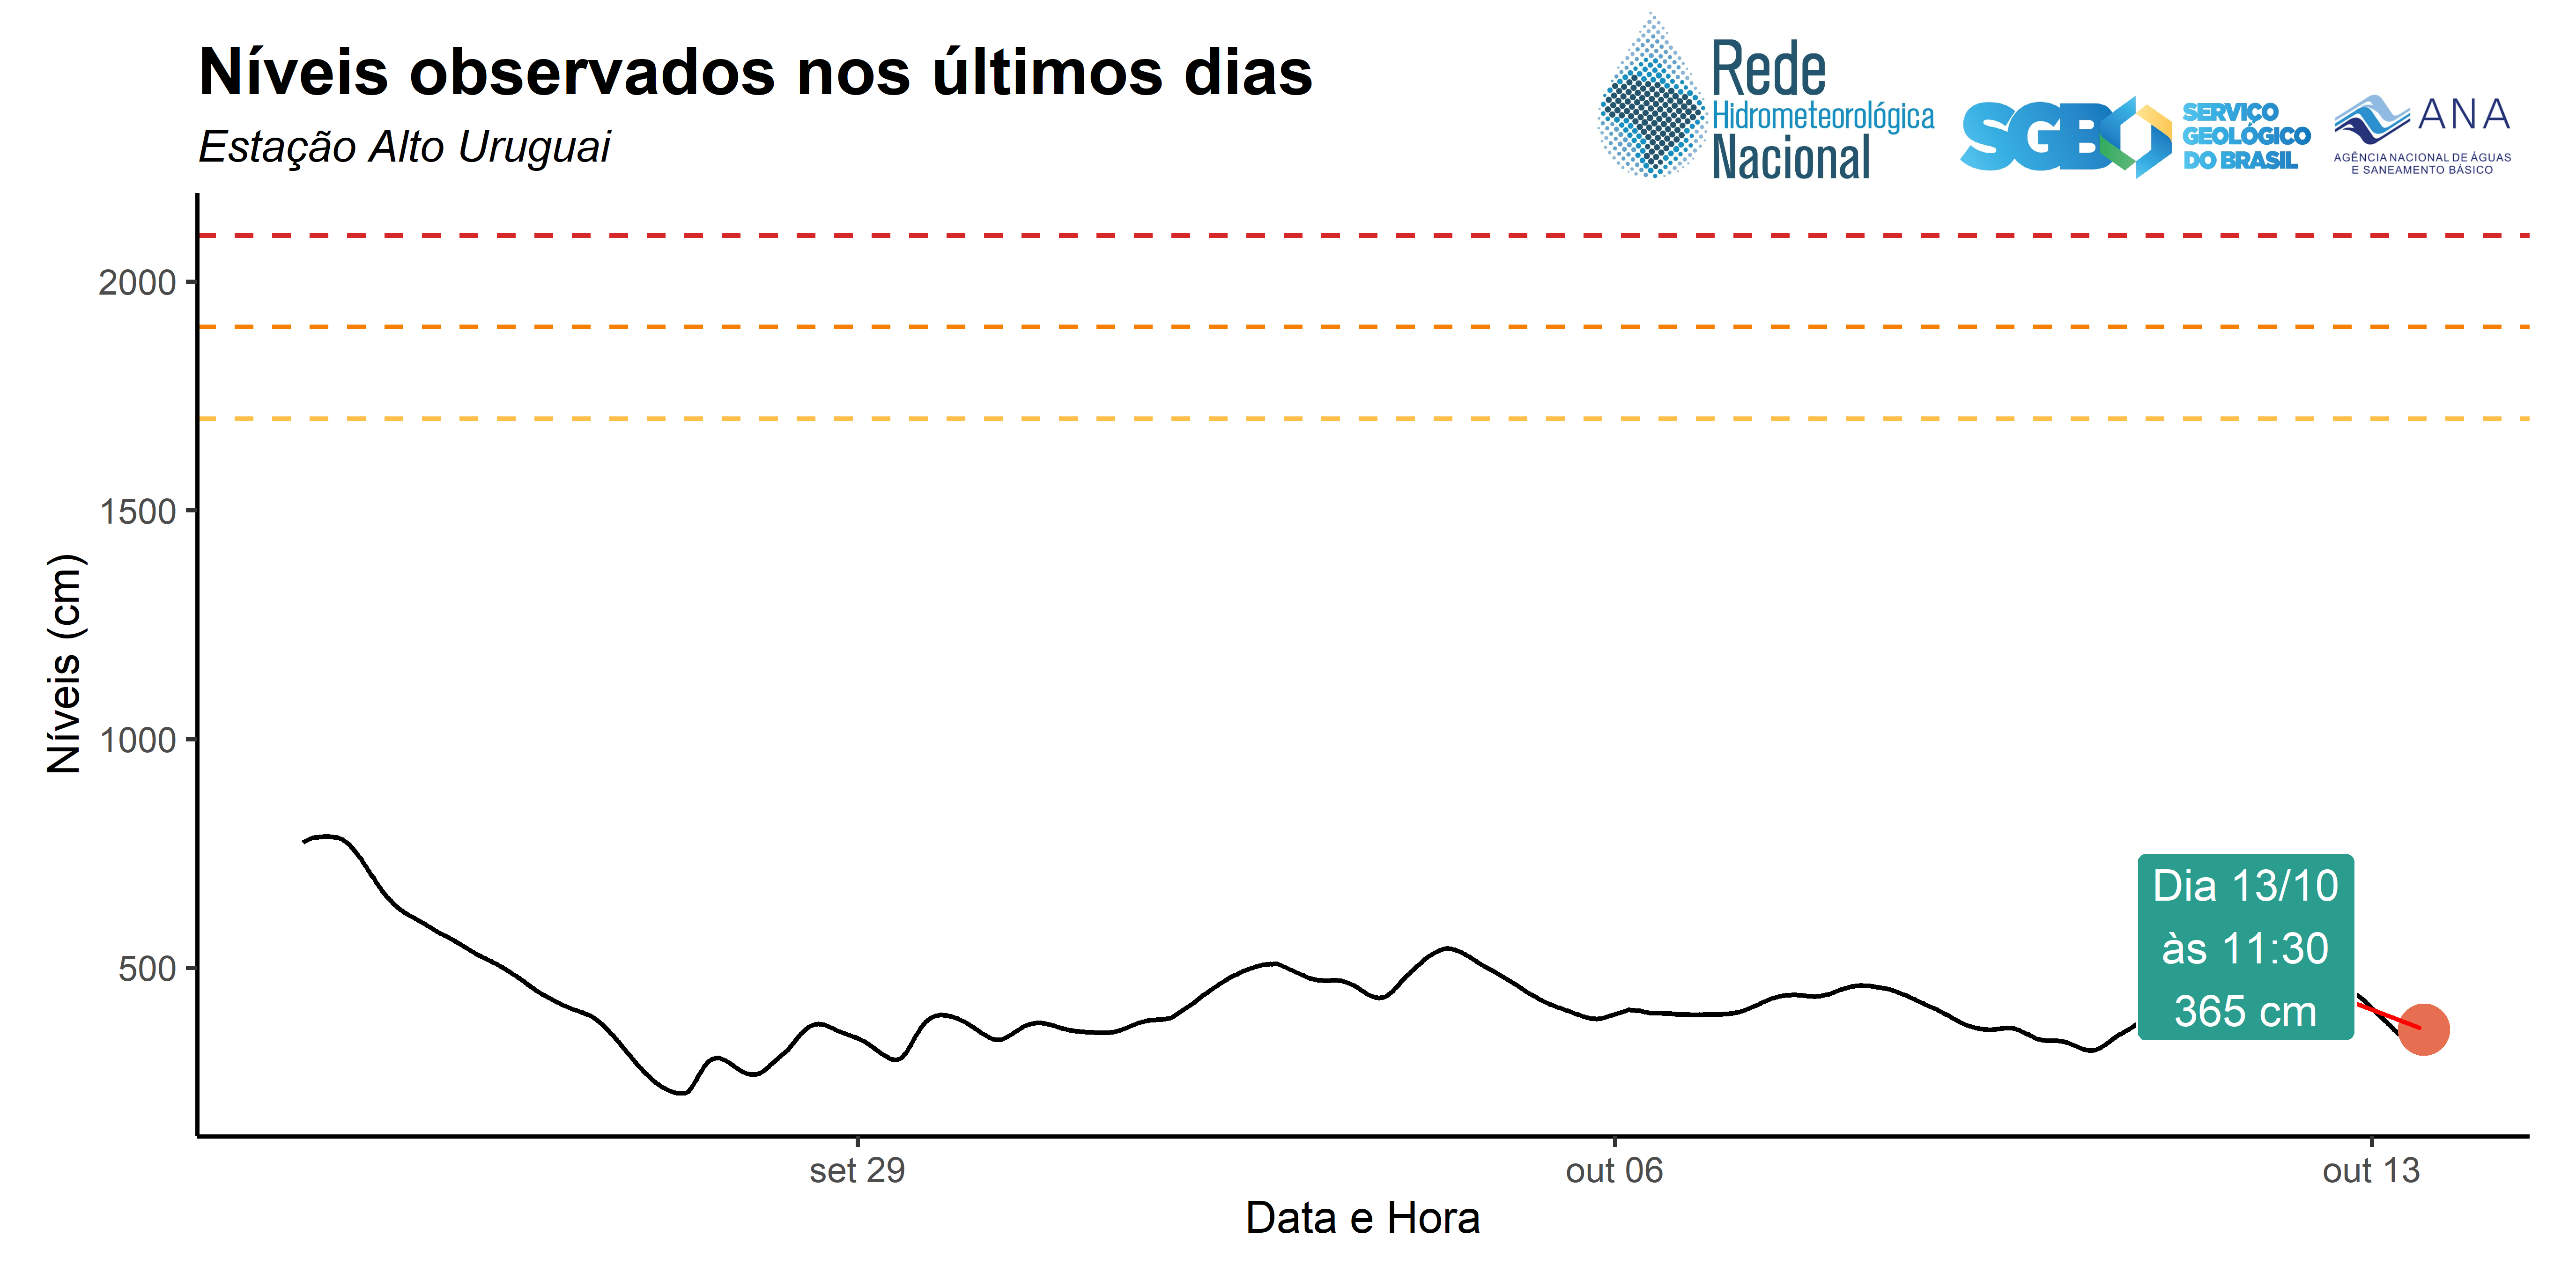 Níveis observados nos últimos dias
Estação Alto Uruguai
Rede
Hidrometeorológica
Nacional
SGB
SERVIÇO
GEOLÓGICO
DO BRASIL
ANA
AGÊNCIA NACIONAL DE ÁGUAS
E SANEAMENTO BÁSICO
Níveis (cm)
2000
1500
1000
500
Dia 13/10
às 11:30
365 cm
set 29
out 06
out 13
Data e Hora